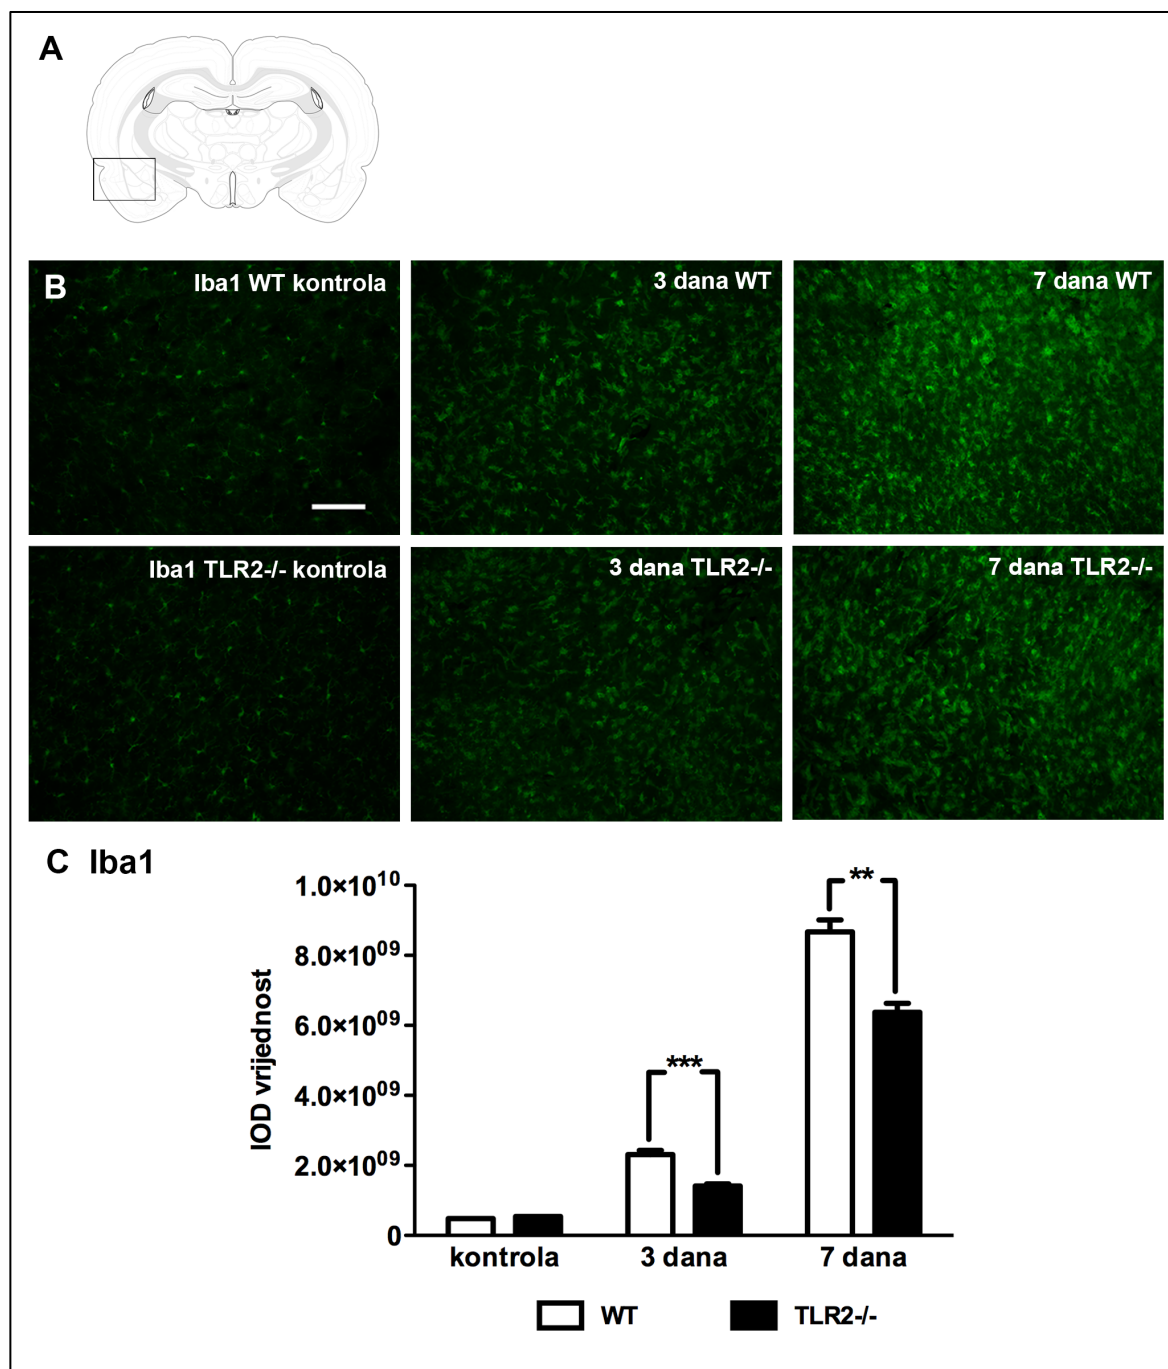 A
B
Iba1 WT kontrola
3 dana WT
7 dana WT
Iba1 TLR2-/- kontrola
3 dana TLR2-/-
7 dana TLR2-/-
C Iba1
IOD vrijednost
1.0×10¹⁰
8.0×10⁰⁹
6.0×10⁰⁹
4.0×10⁰⁹
2.0×10⁰⁹
0
**
***
kontrola
3 dana
7 dana
WT
TLR2-/-